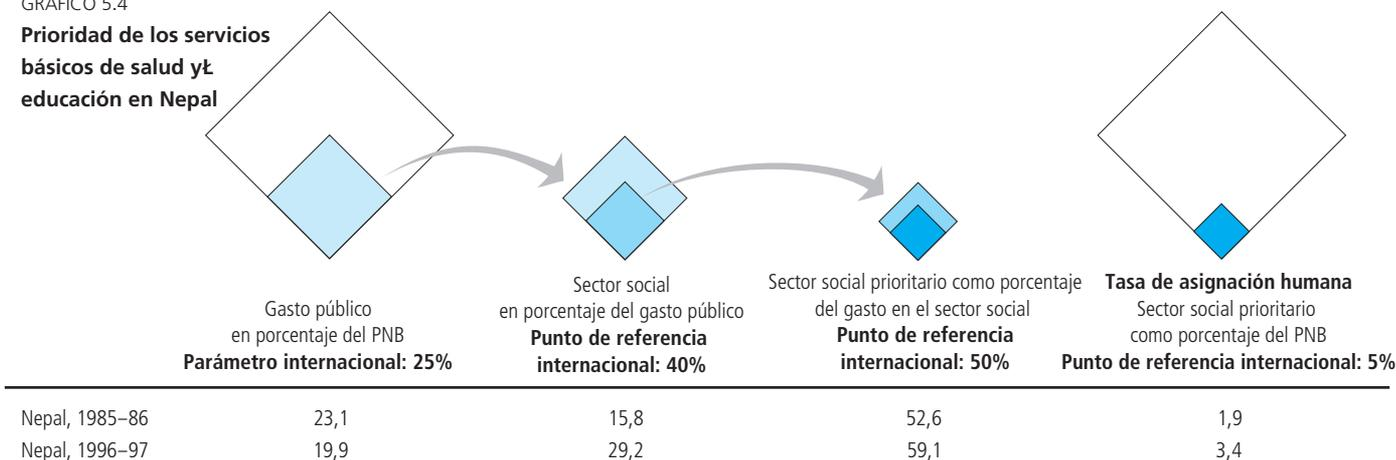 GRÁFICO 5.4
Prioridad de los servicios
básicos de salud yŁ
educación en Nepal
Gasto público
en porcentaje del PNB
Parámetro internacional: 25%
Sector social
en porcentaje del gasto público
Punto de referencia
internacional: 40%
Sector social prioritario como porcentaje
del gasto en el sector social
Punto de referencia
internacional: 50%
Tasa de asignación humana
Sector social prioritario
como porcentaje del PNB
Punto de referencia internacional: 5%
Nepal, 1985–86 23,1 15,8 52,6 1,9
Nepal, 1996–97 19,9 29,2 59,1 3,4